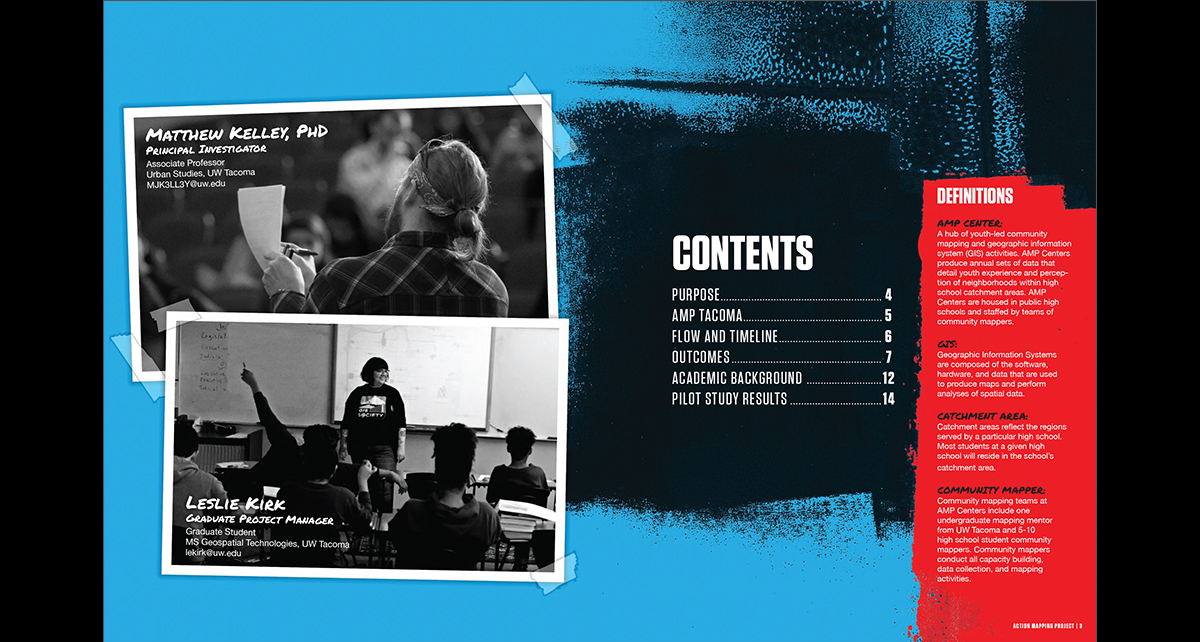 MATTHEW KELLEY, PHD
PRINCIPAL INVESTIGATOR
Associate Professor
Urban Studies, UW Tacoma
MJK3LL3Y@uw.edu
GIS
SOCIETY
LESLIE KIRK
GRADUATE PROJECT MANAGER
Graduate Student
MS Geospatial Technologies, UW Tacoma
lekirk@uw.edu
CONTENTS
PURPOSE 4
AMP TACOMA 5
FLOW AND TIMELINE 6
OUTCOMES 7
ACADEMIC BACKGROUND 12
PILOT STUDY RESULTS 14
DEFINITIONS
AMP CENTER:
A hub of youth-led community
mapping and geographic information
system (GIS) activities. AMP Centers
produce annual sets of data that
detail youth experience and percep-
tion of neighborhoods within high
school catchment areas. AMP
Centers are housed in public high
schools and staffed by teams of
community mappers.
GIS:
Geographic Information Systems
are composed of the software,
hardware, and data that are used
to produce maps and perform
analyses of spatial data.
CATCHMENT AREA:
Catchment areas reflect the regions
served by a particular high school.
Most students at a given high
school will reside in the school's
catchment area.
COMMUNITY MAPPER:
Community mapping teams at
AMP Centers include one
undergraduate mapping mentor
from UW Tacoma and 5-10
high school student community
mappers. Community mappers
conduct all capacity building,
data collection, and mapping
activities.
ACTION MAPPING PROJECT | 3